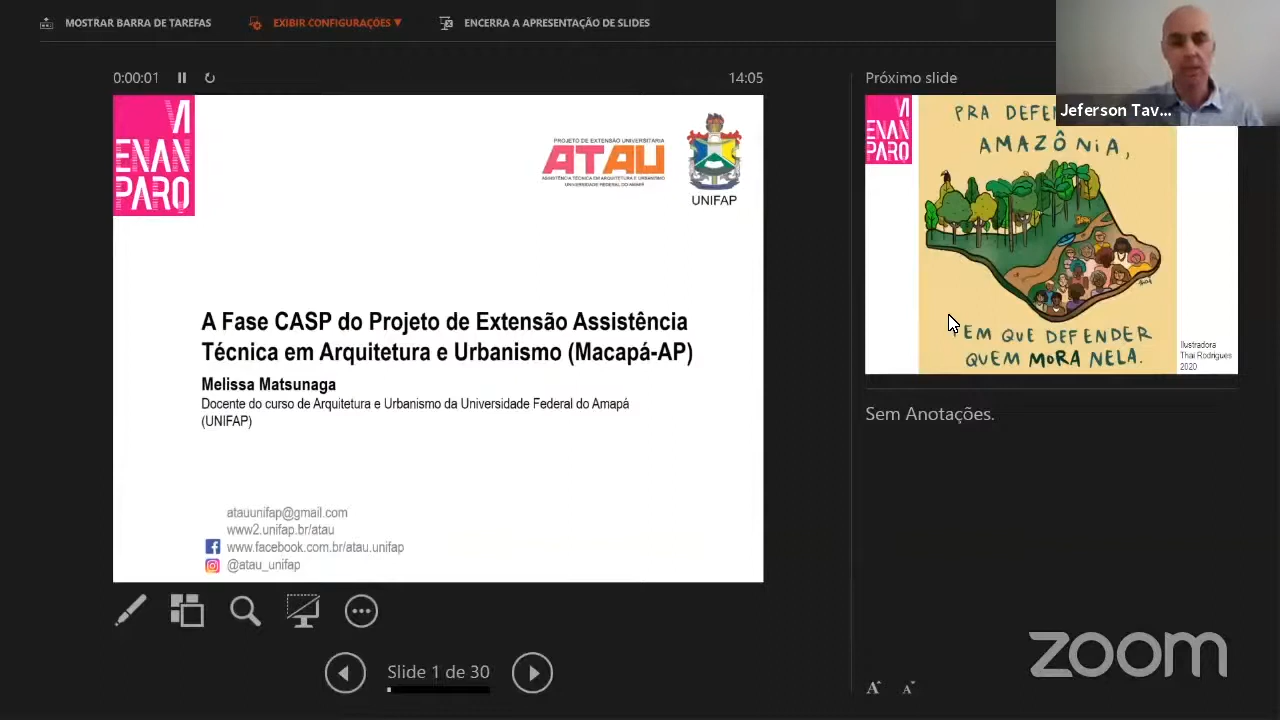 MOSTRAR BARRA DE TAREFAS
EXIBIR CONFIGURAÇÕES ▼
ENCERRA A APRESENTAÇÃO DE SLIDES
0:00:01
14:05
VI
ENAN
PARQ
PROJETO DE EXTENSÃO UNIVERSITÁRIA
ATAU
ASSISTÊNCIA TÉCNICA EM ARQUITETURA E URBANISMO
UNIVERSIDADE FEDERAL DO AMAPÁ
UNIFAP
A Fase CASP do Projeto de Extensão Assistência
Técnica em Arquitetura e Urbanismo (Macapá-AP)
Melissa Matsunaga
Docente do curso de Arquitetura e Urbanismo da Universidade Federal do Amapá
(UNIFAP)
atauunifap@gmail.com
www2.unifap.br/atau
www.facebook.com.br/atau.unifap
@atau_unifap
Slide 1 de 30
Próximo slide
Jeferson Tav...
VI
ENAN
PARQ
PRA DEFEN
AMAZÔNIA,
TEM QUE DEFENDER
QUEM MORA NELA.
Ilustradora
Thai Rodrigues
2020
Sem Anotações.
A A
zoom